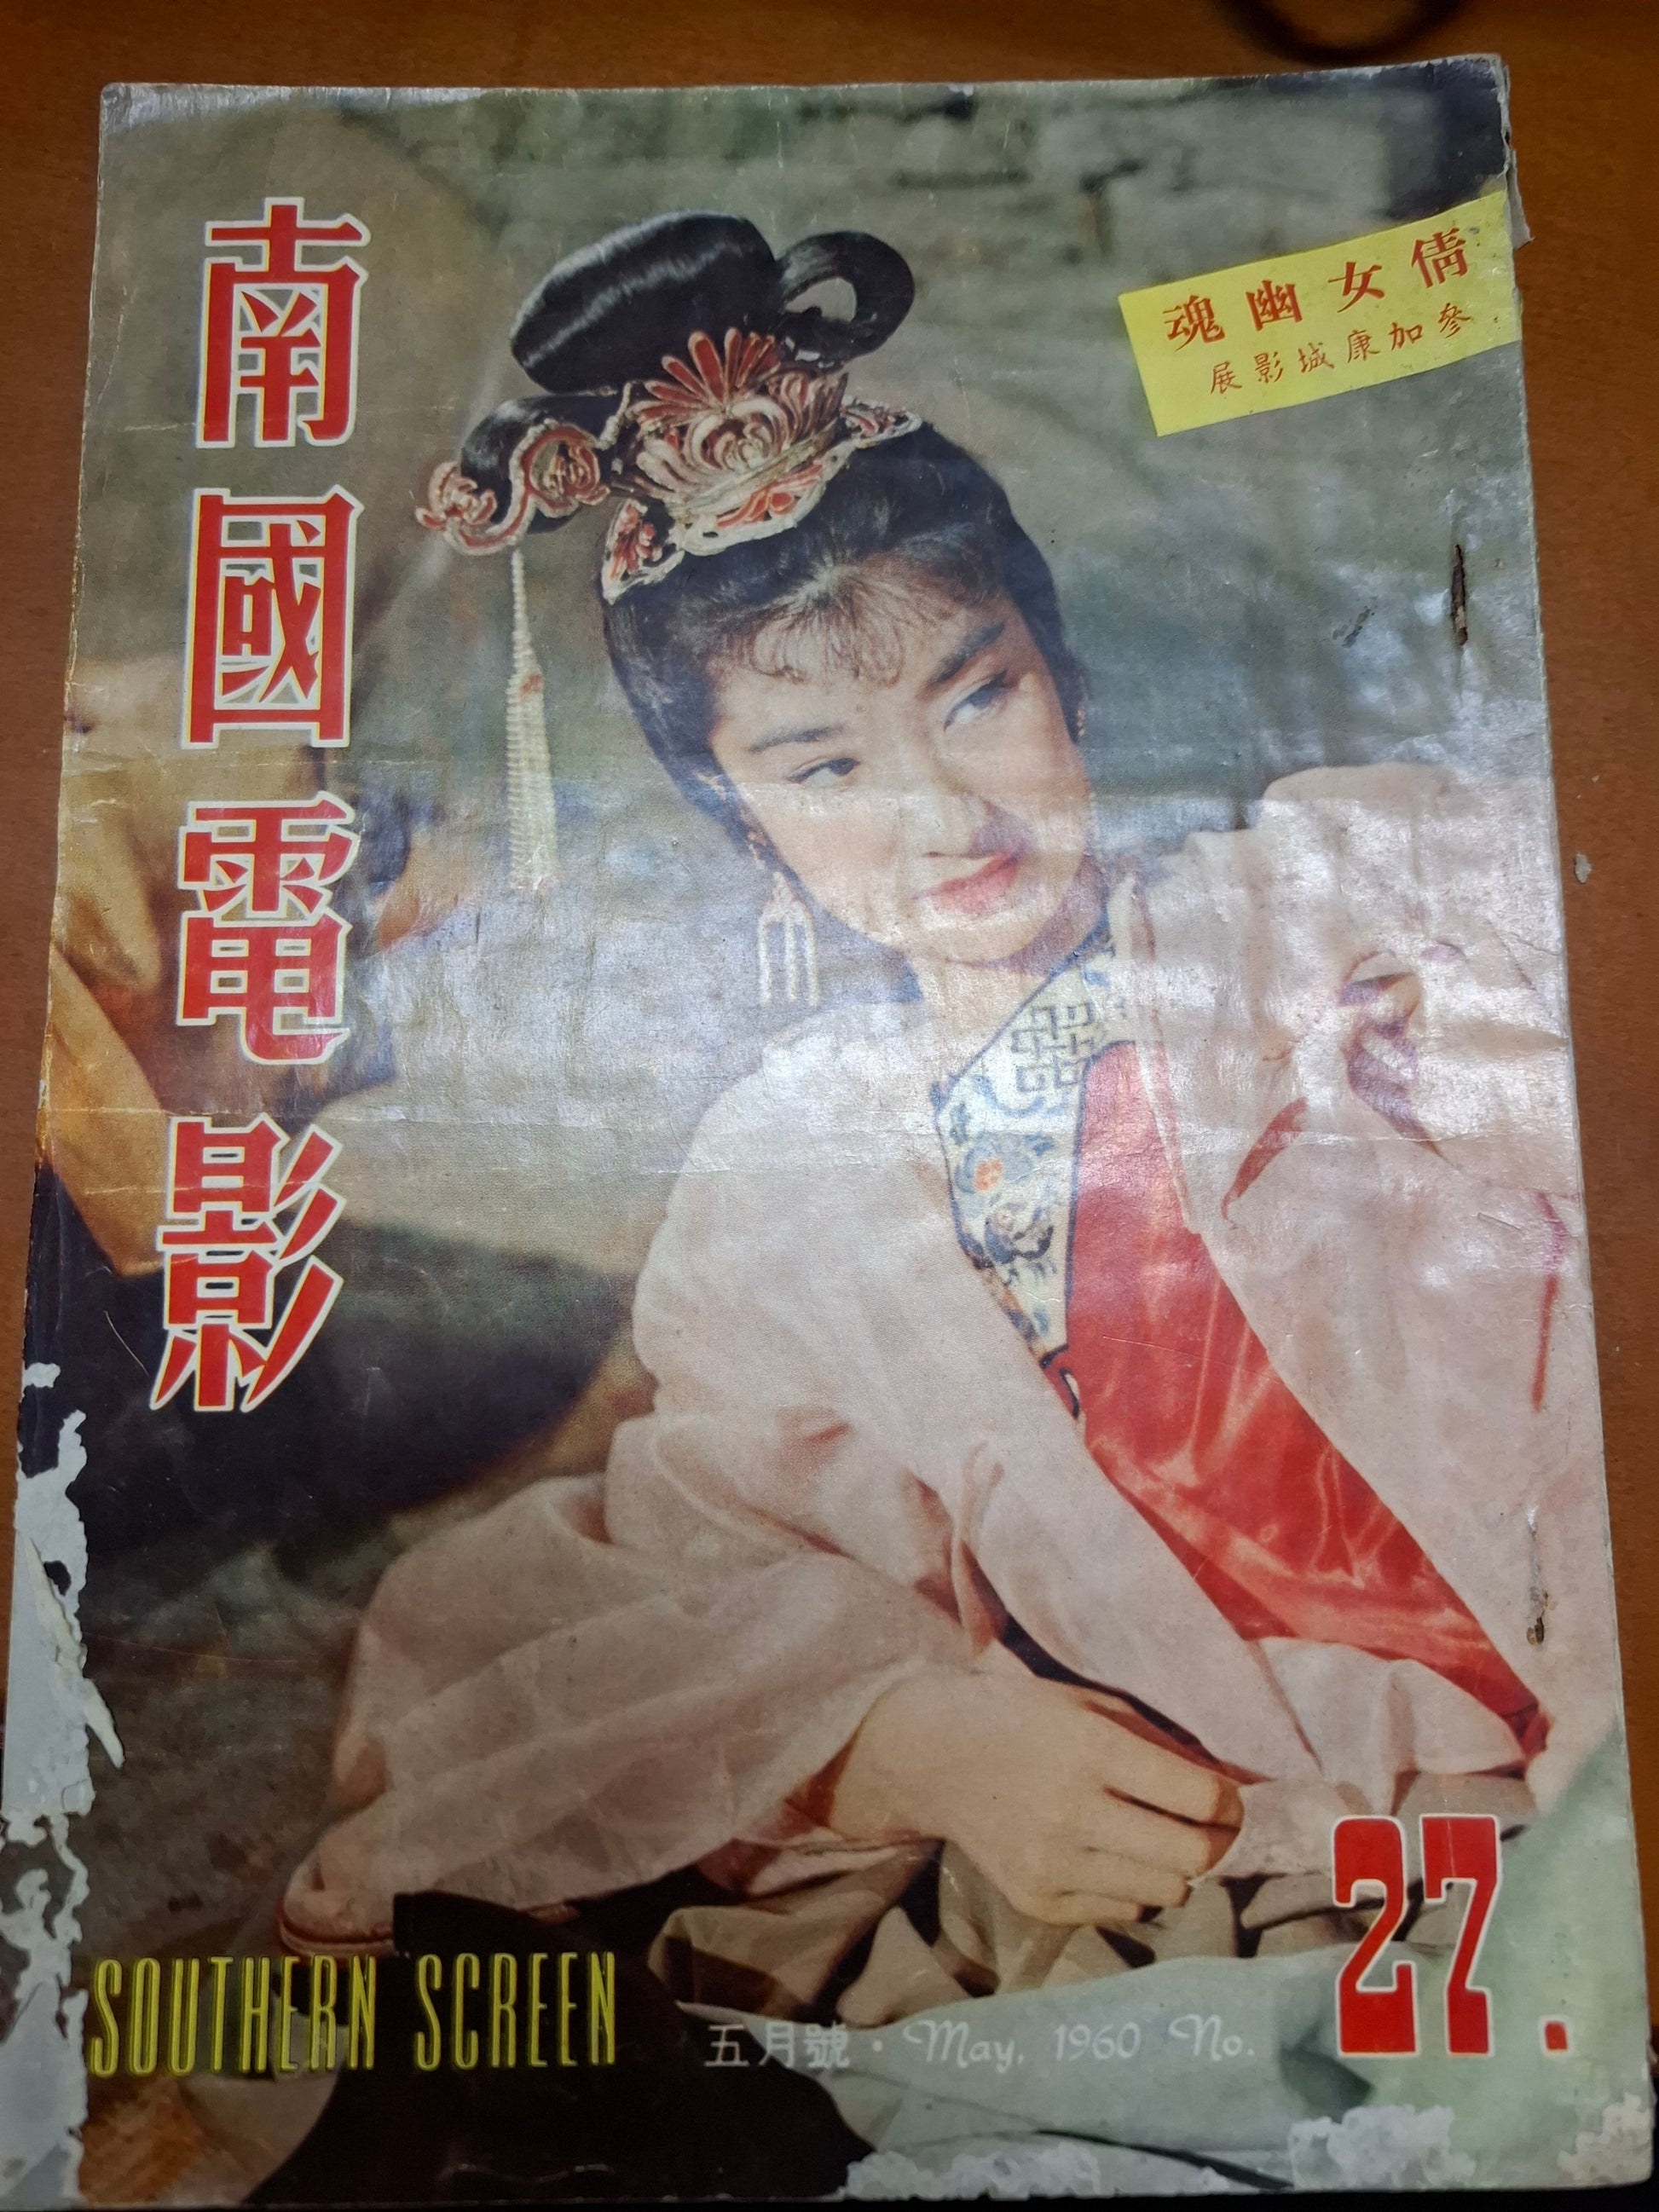 南國電影
倩女幽魂
參加康城影展
SOUTHERN SCREEN
五月號·May, 1960 No. 27.